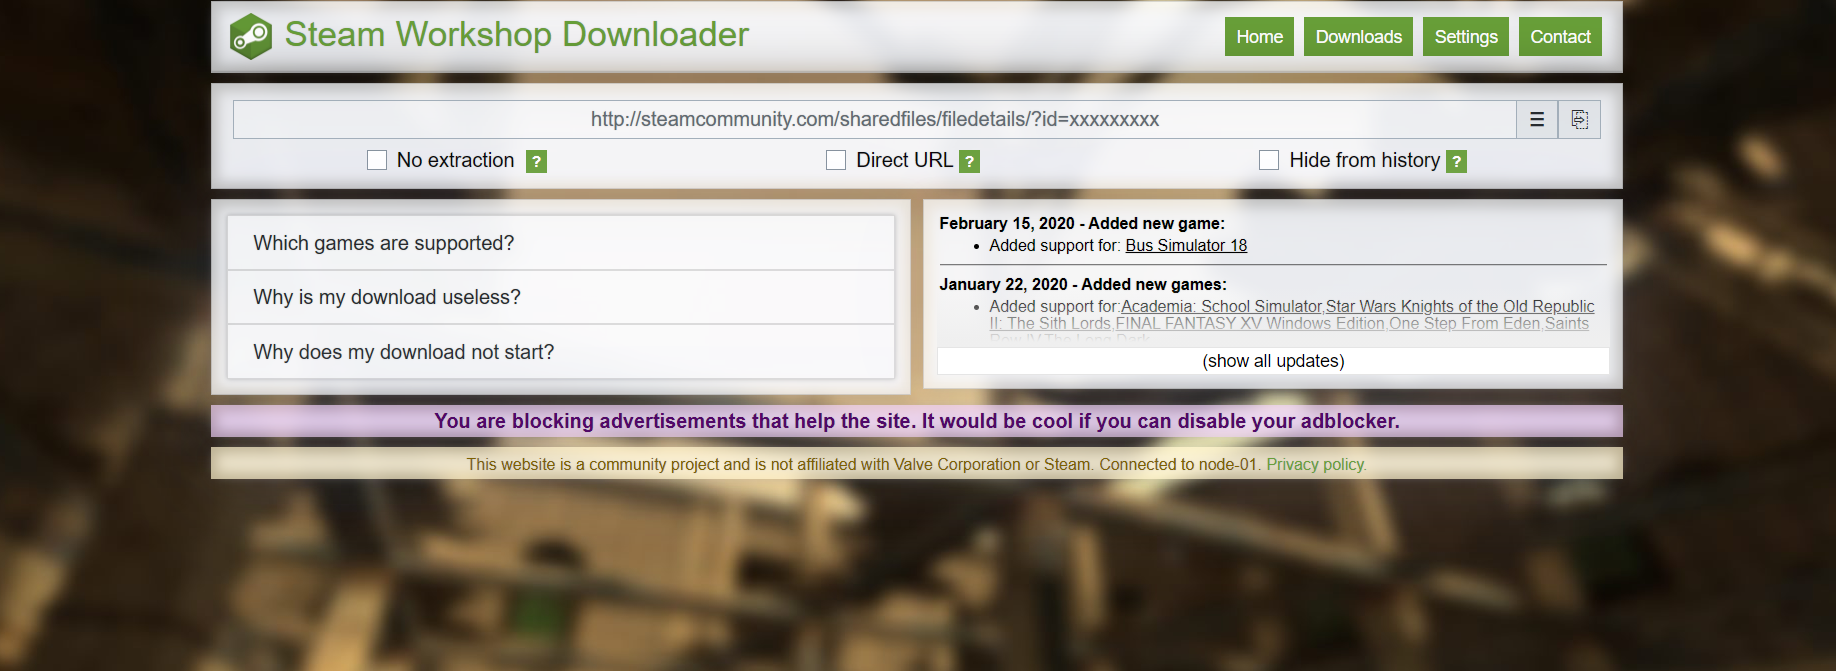 Steam Workshop Downloader
Home
Downloads
Settings
Contact
http://steamcommunity.com/sharedfiles/filedetails/?id=xxxxxxxxx
No extraction ?
Direct URL ?
Hide from history ?
Which games are supported?
Why is my download useless?
Why does my download not start?
February 15, 2020 - Added new game:
Added support for: Bus Simulator 18
January 22, 2020 - Added new games:
Added support for:Academia: School Simulator,Star Wars Knights of the Old Republic
II: The Sith Lords,FINAL FANTASY XV Windows Edition,One Step From Eden,Saints
Row IV,The Long Dark
(show all updates)
You are blocking advertisements that help the site. It would be cool if you can disable your adblocker.
This website is a community project and is not affiliated with Valve Corporation or Steam. Connected to node-01. Privacy policy.